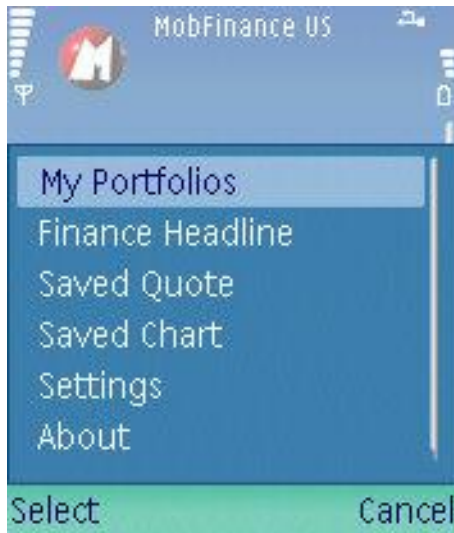 MobFinance US
M
My Portfolios
Finance Headline
Saved Quote
Saved Chart
Settings
About
Select Cancel